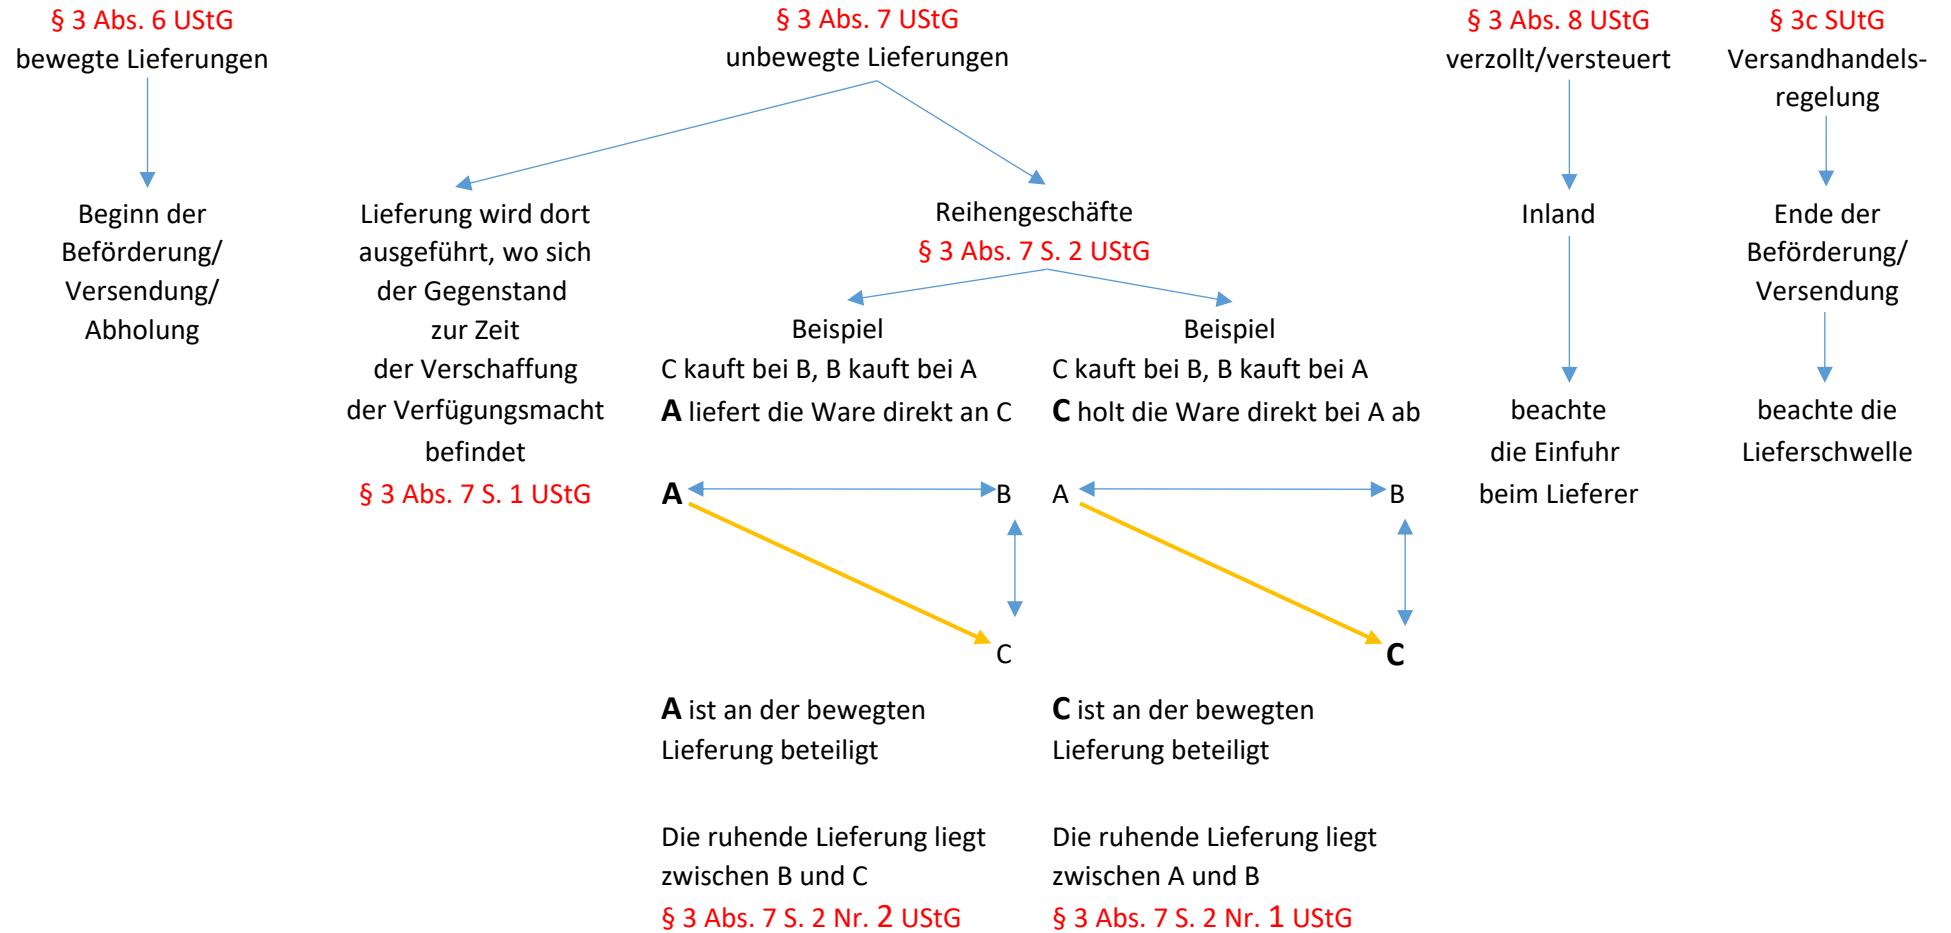 § 3 Abs. 6 UStG
bewegte Lieferungen
Beginn der
Beförderung/
Versendung/
Abholung
§ 3 Abs. 7 UStG
unbewegte Lieferungen
Lieferung wird dort
ausgeführt, wo sich
der Gegenstand
zur Zeit
der Verschaffung
der Verfügungsmacht
befindet
§ 3 Abs. 7 S. 1 UStG
Reihengeschäfte
§ 3 Abs. 7 S. 2 UStG
Beispiel
C kauft bei B, B kauft bei A
A liefert die Ware direkt an C
A
B
C
A ist an der bewegten
Lieferung beteiligt
Die ruhende Lieferung liegt
zwischen B und C
§ 3 Abs. 7 S. 2 Nr. 2 UStG
Beispiel
C kauft bei B, B kauft bei A
C holt die Ware direkt bei A ab
A
B
C
C ist an der bewegten
Lieferung beteiligt
Die ruhende Lieferung liegt
zwischen A und B
§ 3 Abs. 7 S. 2 Nr. 1 UStG
§ 3 Abs. 8 UStG
verzollt/versteuert
Inland
beachte
die Einfuhr
beim Lieferer
§ 3c SUtG
Versandhandels-
regelung
Ende der
Beförderung/
Versendung
beachte die
Lieferschwelle